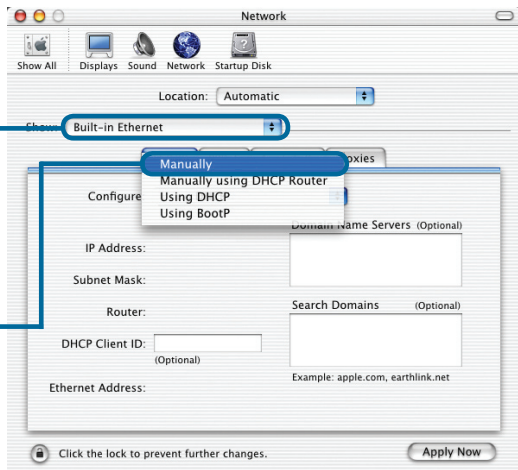 Network
Show All Displays Sound Network Startup Disk
Location: Automatic
Show: Built-in Ethernet
Manually
Manually using DHCP Router
Using DHCP
Using BootP
Configure
Domain Name Servers (Optional)
IP Address:
Subnet Mask:
Router:
Search Domains (Optional)
DHCP Client ID:
(Optional)
Example: apple.com, earthlink.net
Ethernet Address:
Click the lock to prevent further changes.
Apply Now